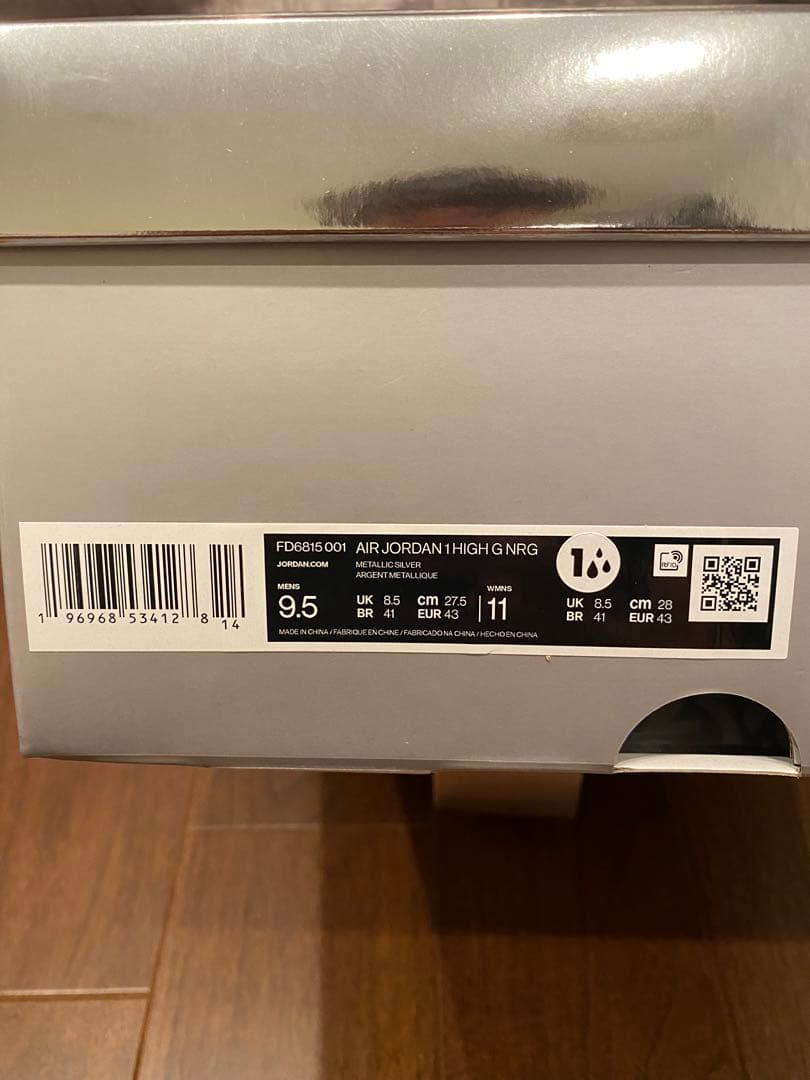 FD6815 001 AIR JORDAN 1 HIGH G NRG
JORDAN.COM
METALLIC SILVER
ARGENT METALLIQUE
MENS
9.5
UK 8.5 cm 27.5
BR 41 EUR 43
WMNS
11
UK 8.5 cm 28
BR 41 EUR 43
MADE IN CHINA / FABRIQUE EN CHINE / FABRICADO NA CHINA / HECHO EN CHINA
1
RFID
1 96968 53412 8 14